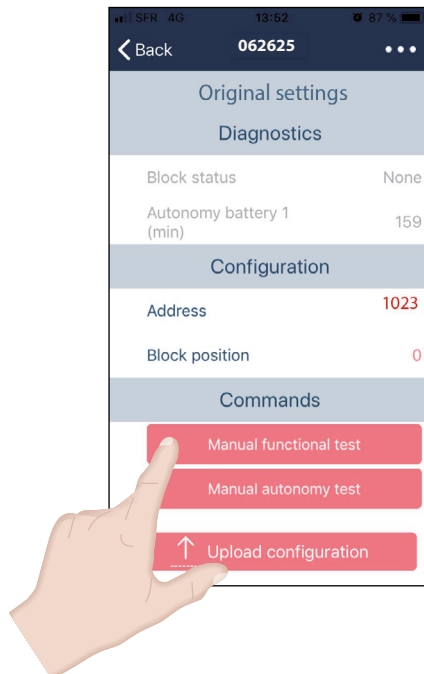 SFR 4G 13:52 87 %
Back 062625
Original settings
Diagnostics
Block status None
Autonomy battery 1
(min) 159
Configuration
Address 1023
Block position 0
Commands
Manual functional test
Manual autonomy test
Upload configuration